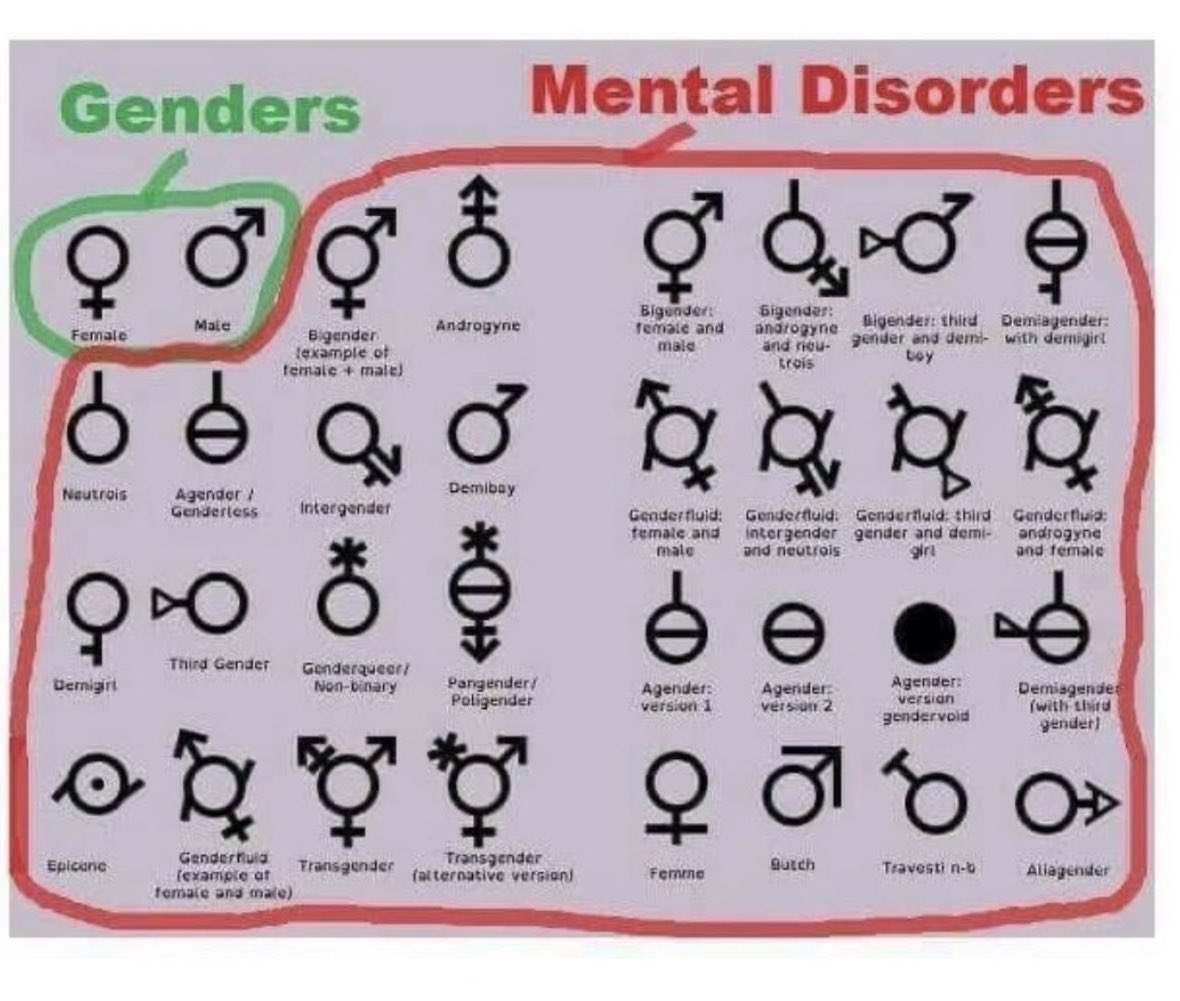 Genders
Mental Disorders
Female
Male
Bigender
(example of
female + male)
Androgyne
Bigender:
female and
male
Bigender:
androgyne
and neu-
trois
Bigender: third
gender and demi-
boy
Demiagender:
with demigirl
Neutrois
Agender /
Genderless
Intergender
Demiboy
Genderfluid:
female and
male
Genderfluid:
intergender
and neutrois
Genderfluid: third
gender and demi-
girl
Genderfluid:
androgyne
and female
Demigirl
Third Gender
Genderqueer/
Non-binary
Pangender/
Poligender
Agender:
version 1
Agender:
version 2
Agender:
version
gendervoid
Demiagender
(with third
gender)
Epicene
Genderfluid
(example of
female and male)
Transgender
Transgender
(alternative version)
Femme
Butch
Travesti n-b
Aliagender